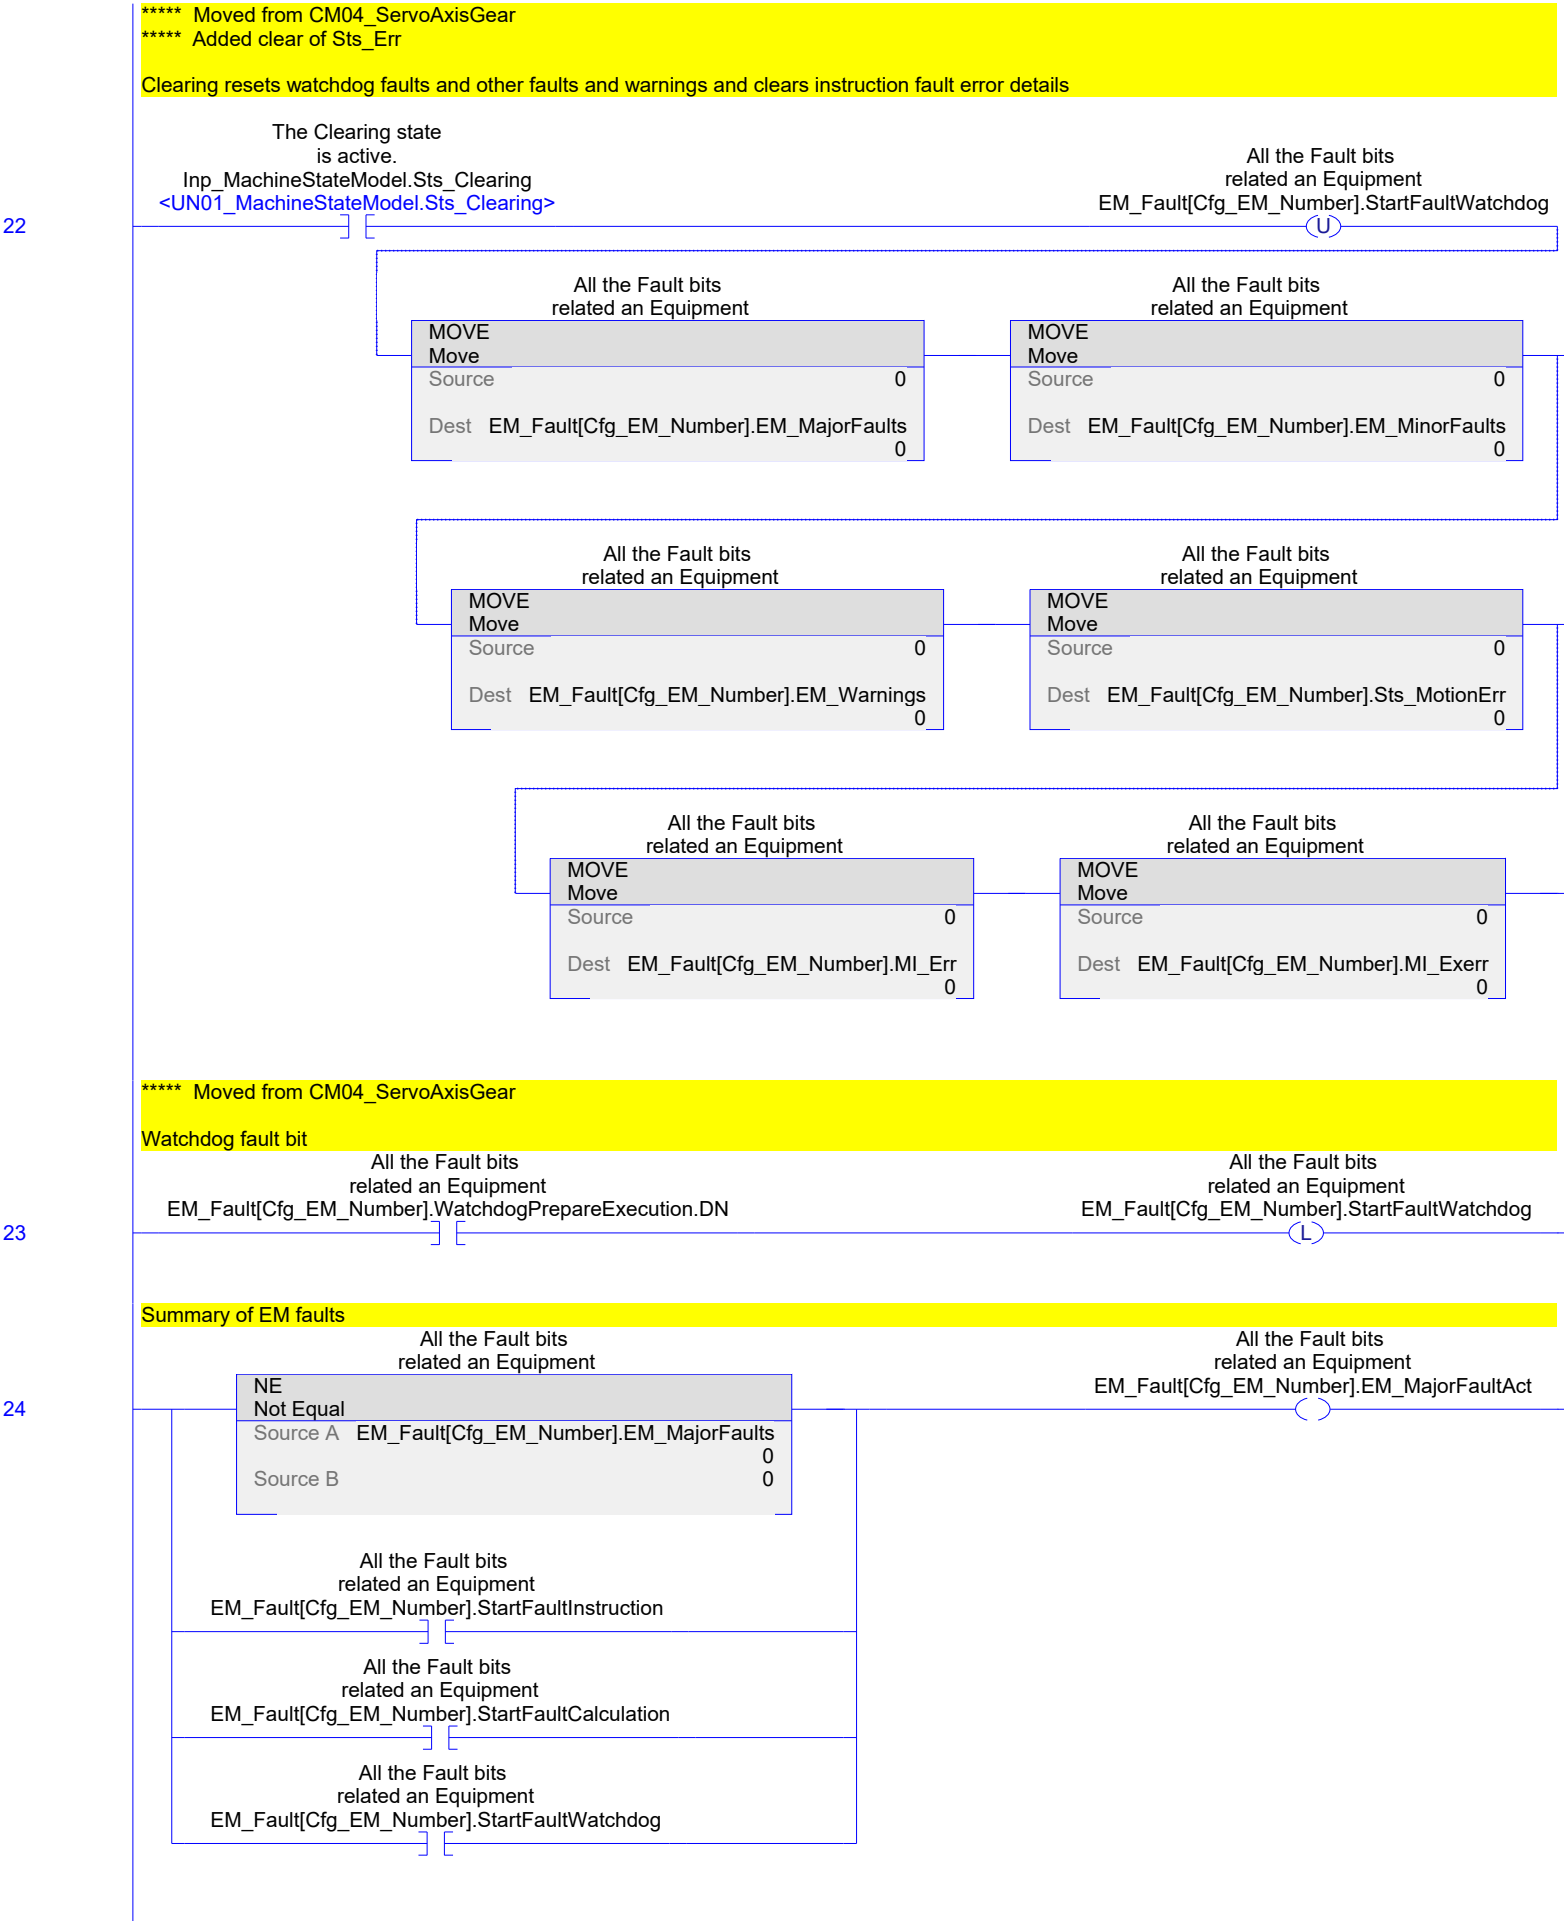 ***** Moved from CM04_ServoAxisGear
***** Added clear of Sts_Err
Clearing resets watchdog faults and other faults and warnings and clears instruction fault error details
The Clearing state
is active.
Inp_MachineStateModel.Sts_Clearing
<UN01_MachineStateModel.Sts_Clearing>
All the Fault bits
related an Equipment
EM_Fault[Cfg_EM_Number].StartFaultWatchdog
22
U
All the Fault bits
related an Equipment
MOVE
Move
Source 0
Dest EM_Fault[Cfg_EM_Number].EM_MajorFaults
0
All the Fault bits
related an Equipment
MOVE
Move
Source 0
Dest EM_Fault[Cfg_EM_Number].EM_MinorFaults
0
All the Fault bits
related an Equipment
MOVE
Move
Source 0
Dest EM_Fault[Cfg_EM_Number].EM_Warnings
0
All the Fault bits
related an Equipment
MOVE
Move
Source 0
Dest EM_Fault[Cfg_EM_Number].Sts_MotionErr
0
All the Fault bits
related an Equipment
MOVE
Move
Source 0
Dest EM_Fault[Cfg_EM_Number].MI_Err
0
All the Fault bits
related an Equipment
MOVE
Move
Source 0
Dest EM_Fault[Cfg_EM_Number].MI_Exerr
0
***** Moved from CM04_ServoAxisGear
Watchdog fault bit
All the Fault bits
related an Equipment
EM_Fault[Cfg_EM_Number].WatchdogPrepareExecution.DN
All the Fault bits
related an Equipment
EM_Fault[Cfg_EM_Number].StartFaultWatchdog
23
L
Summary of EM faults
All the Fault bits
related an Equipment
NE
Not Equal
Source A EM_Fault[Cfg_EM_Number].EM_MajorFaults
0
Source B 0
All the Fault bits
related an Equipment
EM_Fault[Cfg_EM_Number].EM_MajorFaultAct
24
All the Fault bits
related an Equipment
EM_Fault[Cfg_EM_Number].StartFaultInstruction
All the Fault bits
related an Equipment
EM_Fault[Cfg_EM_Number].StartFaultCalculation
All the Fault bits
related an Equipment
EM_Fault[Cfg_EM_Number].StartFaultWatchdog